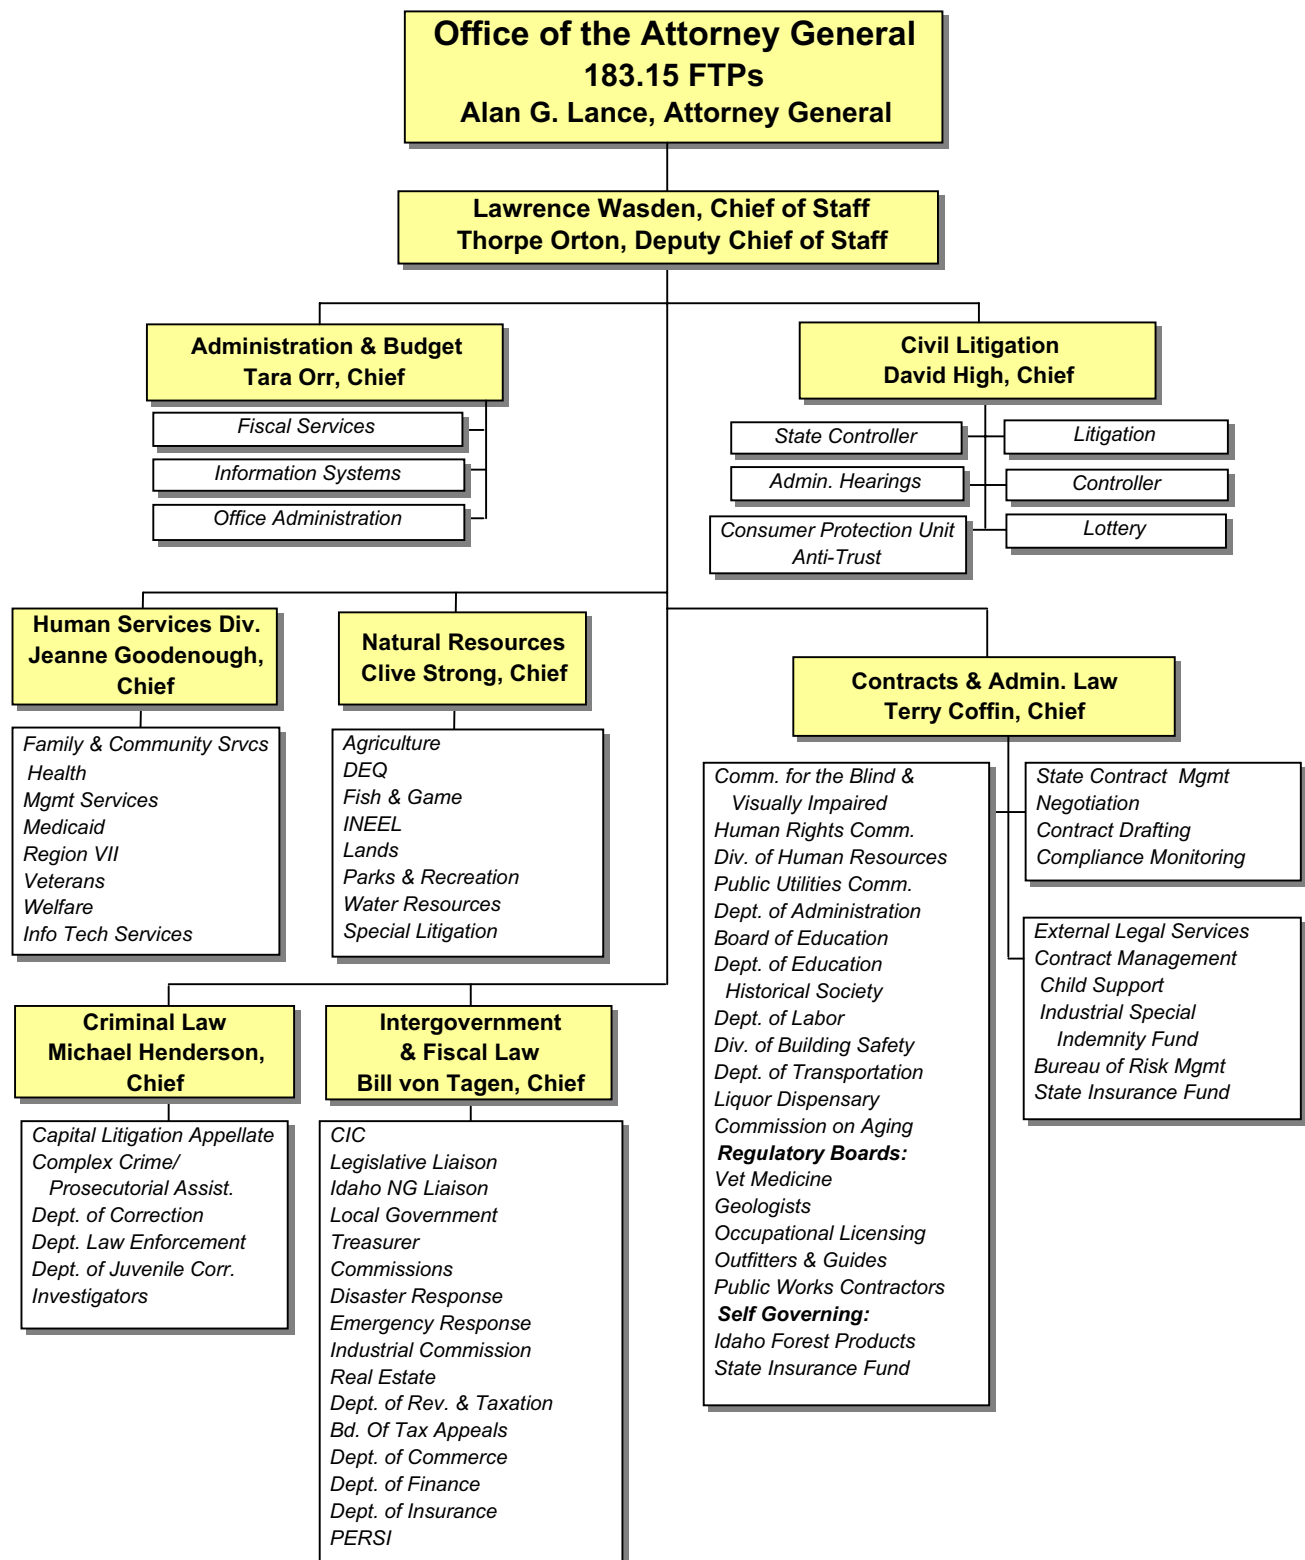 Office of the Attorney General
183.15 FTPs
Alan G. Lance, Attorney General
Lawrence Wasden, Chief of Staff
Thorpe Orton, Deputy Chief of Staff
Administration & Budget
Tara Orr, Chief
Fiscal Services
Information Systems
Office Administration
Civil Litigation
David High, Chief
State Controller
Litigation
Admin. Hearings
Controller
Consumer Protection Unit
Anti-Trust
Lottery
Human Services Div.
Jeanne Goodenough,
Chief
Family & Community Srvcs
Health
Mgmt Services
Medicaid
Region VII
Veterans
Welfare
Info Tech Services
Natural Resources
Clive Strong, Chief
Agriculture
DEQ
Fish & Game
INEEL
Lands
Parks & Recreation
Water Resources
Special Litigation
Contracts & Admin. Law
Terry Coffin, Chief
Comm. for the Blind &
Visually Impaired
Human Rights Comm.
Div. of Human Resources
Public Utilities Comm.
Dept. of Administration
Board of Education
Dept. of Education
Historical Society
Dept. of Labor
Div. of Building Safety
Dept. of Transportation
Liquor Dispensary
Commission on Aging
Regulatory Boards:
Vet Medicine
Geologists
Occupational Licensing
Outfitters & Guides
Public Works Contractors
Self Governing:
Idaho Forest Products
State Insurance Fund
State Contract Mgmt
Negotiation
Contract Drafting
Compliance Monitoring
External Legal Services
Contract Management
Child Support
Industrial Special
Indemnity Fund
Bureau of Risk Mgmt
State Insurance Fund
Criminal Law
Michael Henderson,
Chief
Capital Litigation Appellate
Complex Crime/
Prosecutorial Assist.
Dept. of Correction
Dept. Law Enforcement
Dept. of Juvenile Corr.
Investigators
Intergovernment
& Fiscal Law
Bill von Tagen, Chief
CIC
Legislative Liaison
Idaho NG Liaison
Local Government
Treasurer
Commissions
Disaster Response
Emergency Response
Industrial Commission
Real Estate
Dept. of Rev. & Taxation
Bd. Of Tax Appeals
Dept. of Commerce
Dept. of Finance
Dept. of Insurance
PERSI